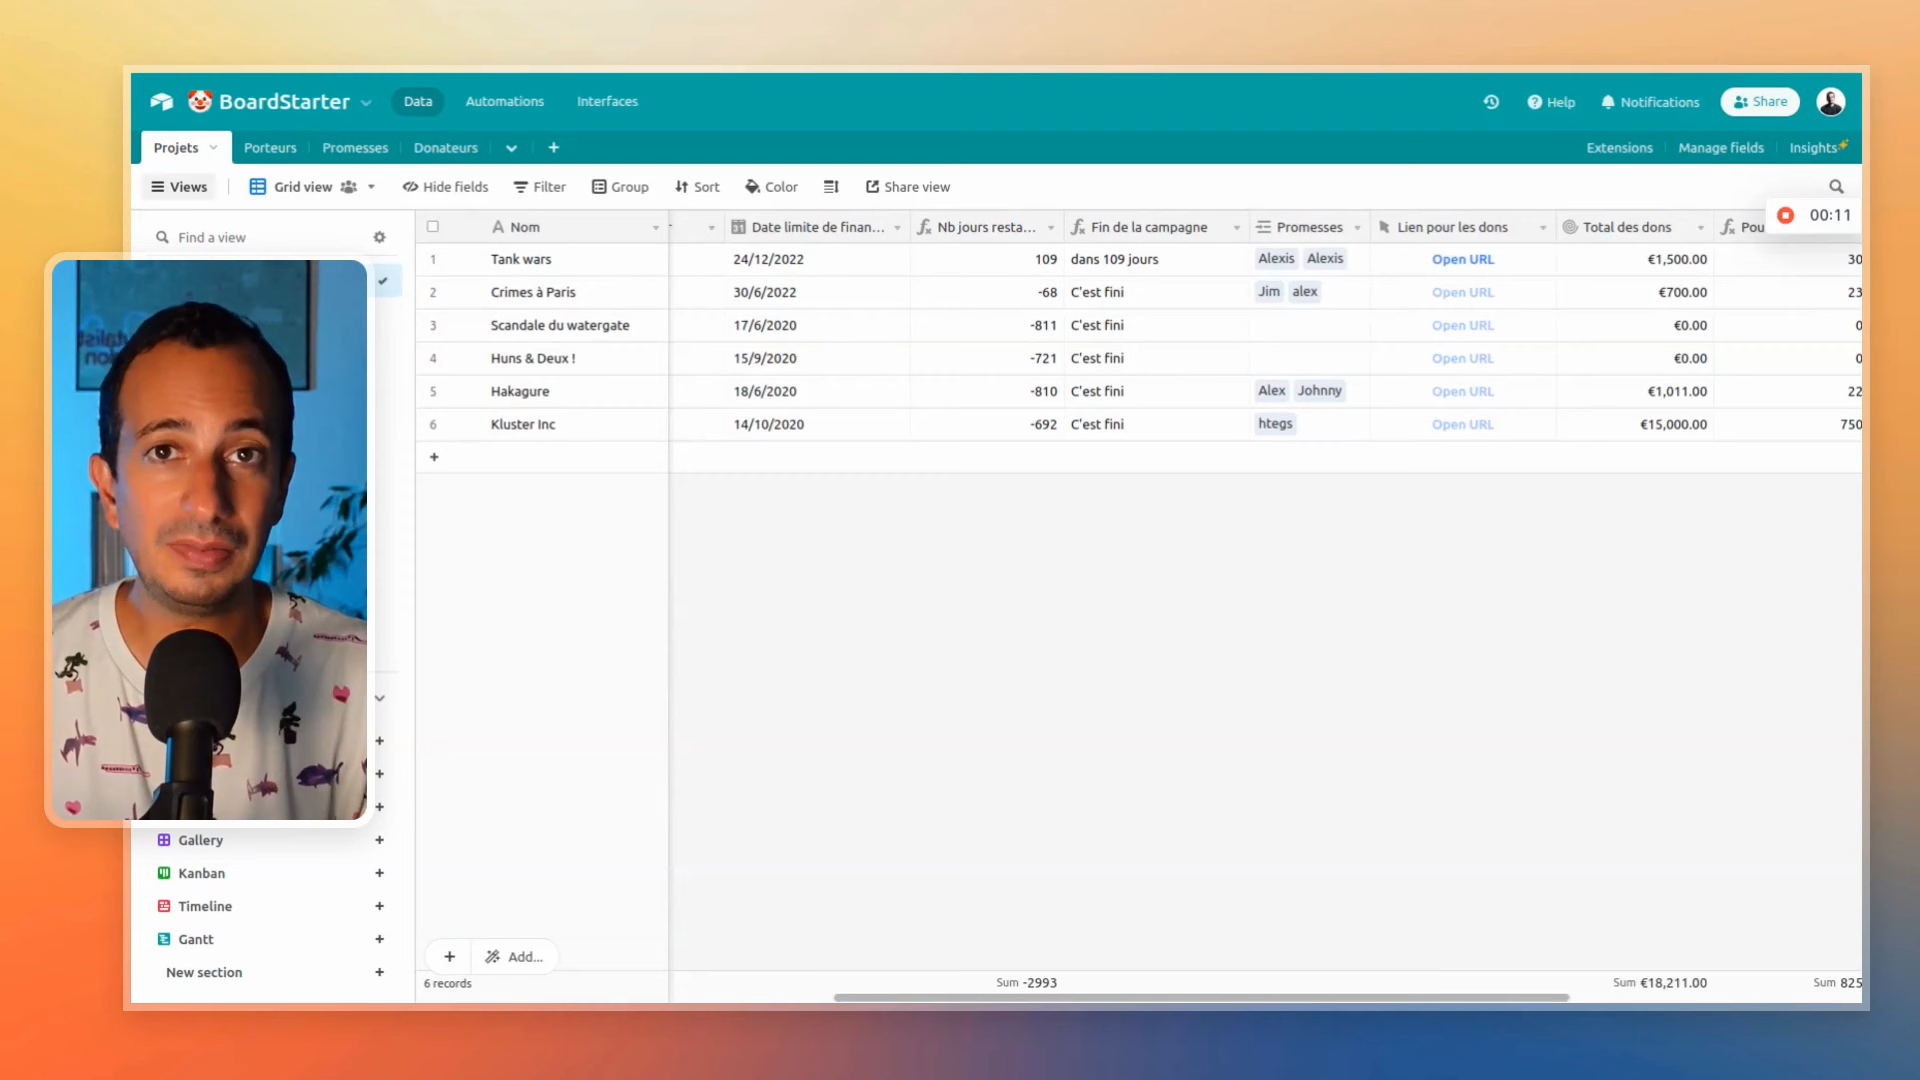 BoardStarter Data Automations Interfaces Help Notifications Share
Projets Porteurs Promesses Donateurs Extensions Manage fields Insights
Views Grid view Hide fields Filter Group Sort Color Share view
00:11
Find a view
Nom Date limite de finan... Nb jours resta... Fin de la campagne Promesses Lien pour les dons Total des dons Pou
1 Tank wars 24/12/2022 109 dans 109 jours Alexis Alexis Open URL €1,500.00 30
2 Crimes à Paris 30/6/2022 -68 C'est fini Jim alex Open URL €700.00 23
3 Scandale du watergate 17/6/2020 -811 C'est fini Open URL €0.00 0
4 Huns & Deux ! 15/9/2020 -721 C'est fini Open URL €0.00 0
5 Hakagure 18/6/2020 -810 C'est fini Alex Johnny Open URL €1,011.00 22
6 Kluster Inc 14/10/2020 -692 C'est fini htegs Open URL €15,000.00 750
Gallery
Kanban
Timeline
Gantt
New section
Add...
6 records Sum -2993 Sum €18,211.00 Sum 825